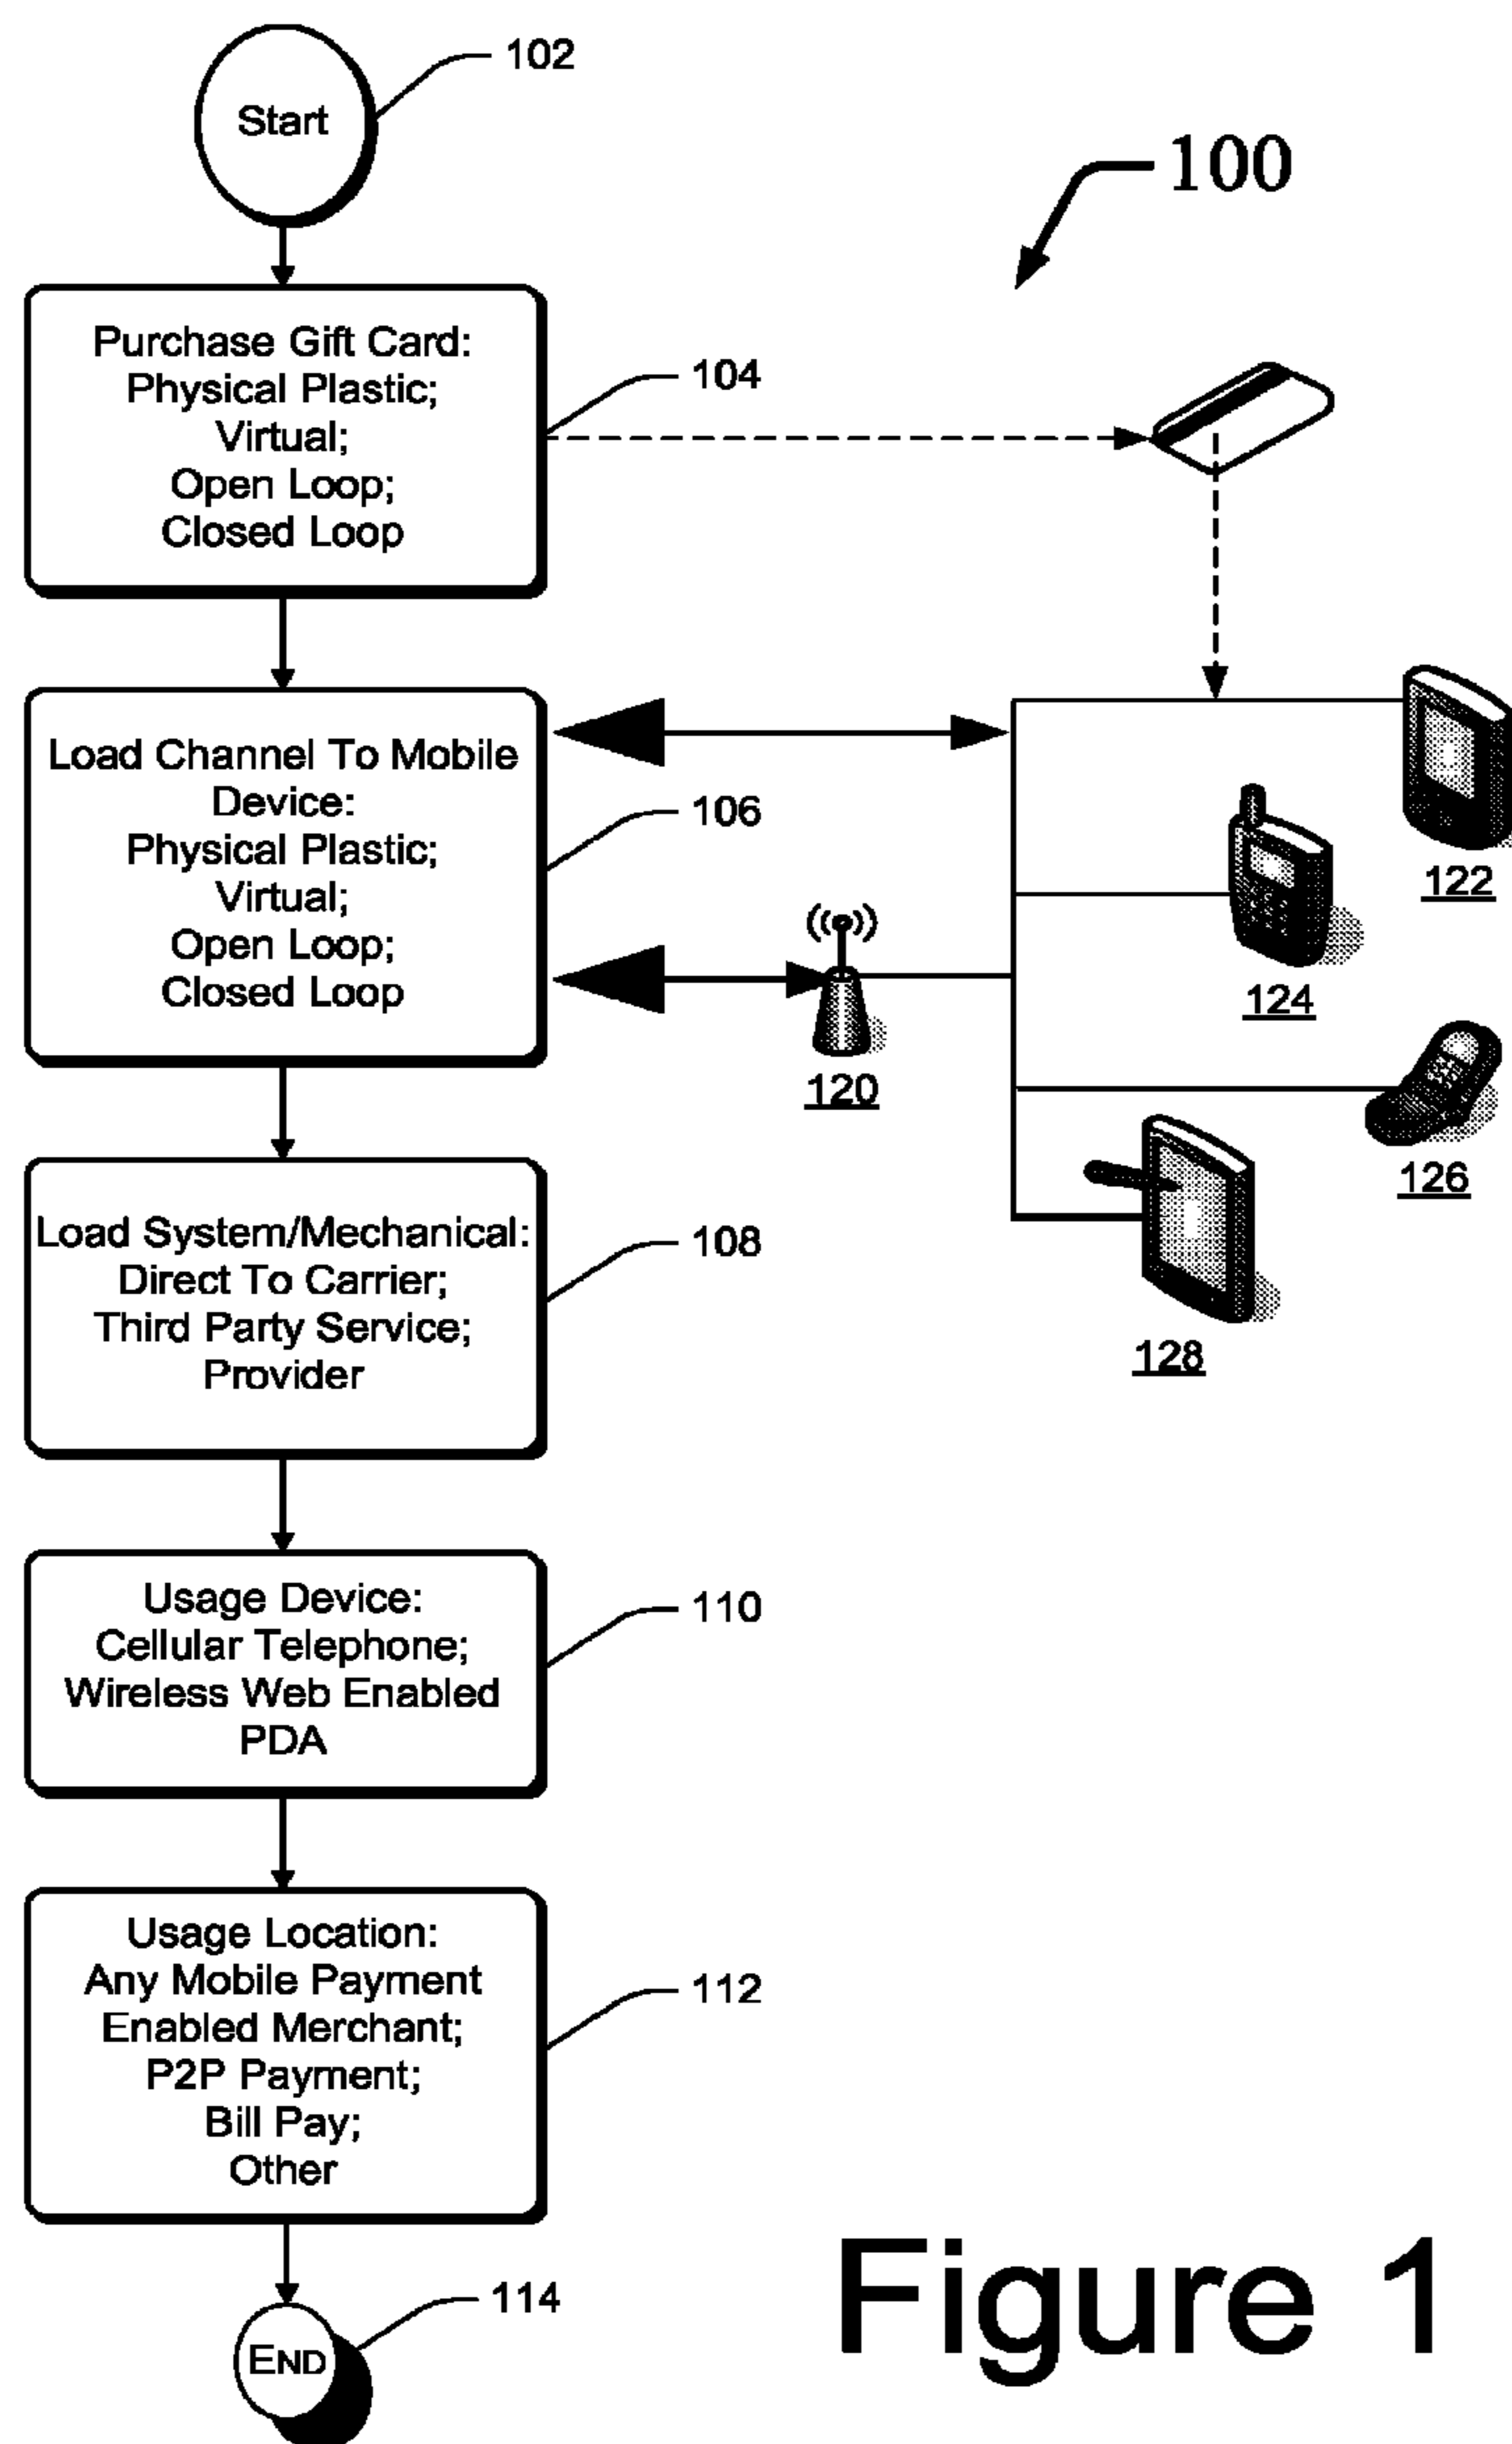 Start
102
100
Purchase Gift Card:
Physical Plastic;
Virtual;
Open Loop;
Closed Loop
104
Load Channel To Mobile
Device:
Physical Plastic;
Virtual;
Open Loop;
Closed Loop
106
120
122
124
126
128
Load System/Mechanical:
Direct To Carrier;
Third Party Service;
Provider
108
Usage Device:
Cellular Telephone;
Wireless Web Enabled
PDA
110
Usage Location:
Any Mobile Payment
Enabled Merchant;
P2P Payment;
Bill Pay;
Other
112
END
114
Figure 1